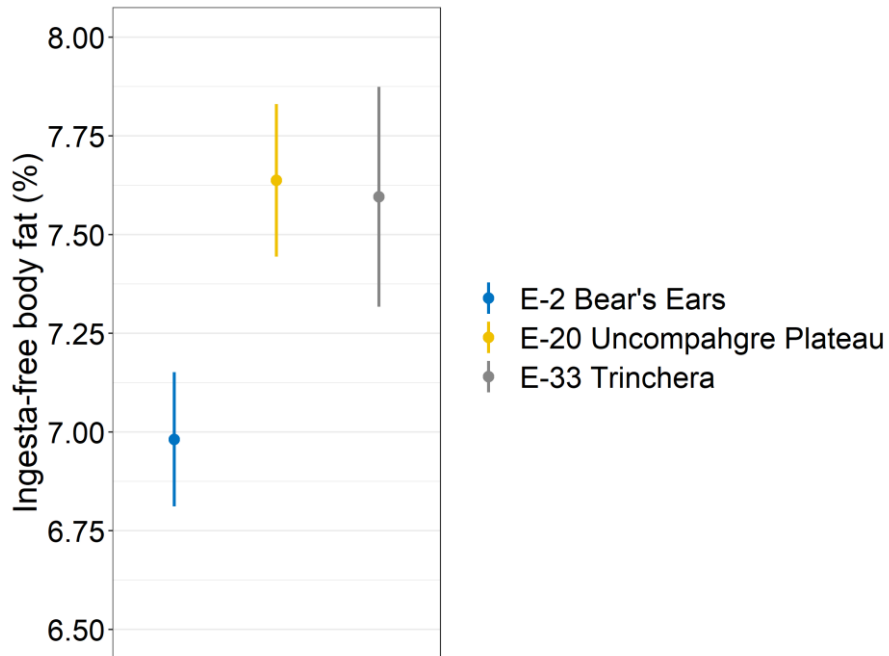 8.00
7.75
7.50
7.25
7.00
6.75
6.50
Ingesta-free body fat (%)
E-2 Bear's Ears
E-20 Uncompahgre Plateau
E-33 Trinchera